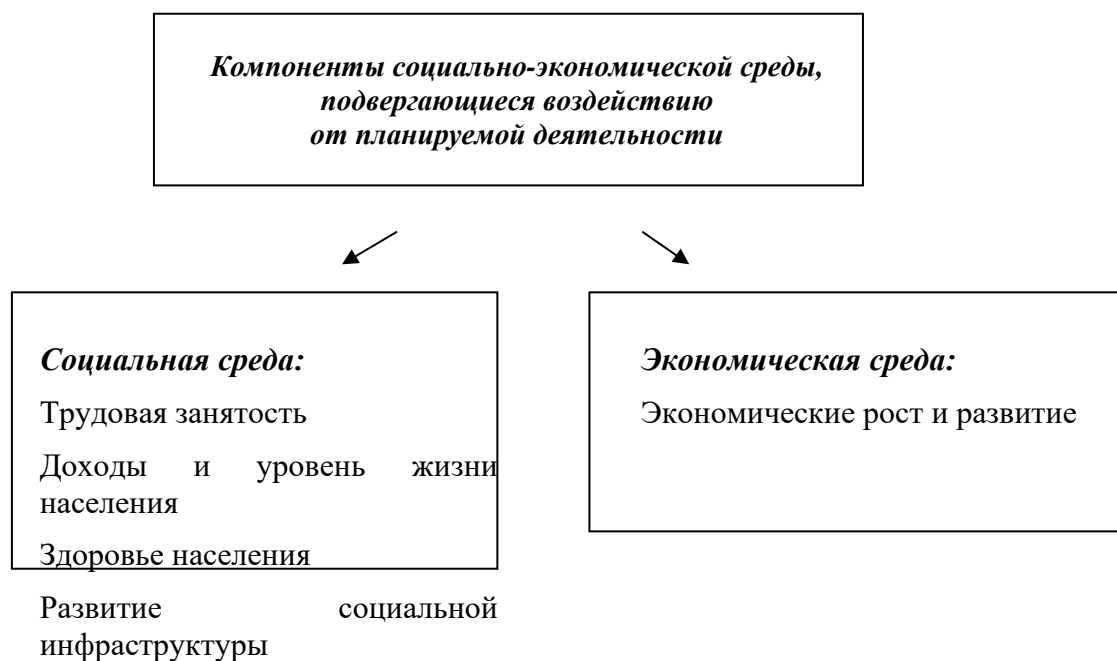 Компоненты социально-экономической среды,
подвергающиеся воздействию
от планируемой деятельности
Социальная среда:
Трудовая занятость
Доходы и уровень жизни
населения
Здоровье населения
Развитие социальной
инфраструктуры
Экономическая среда:
Экономические рост и развитие